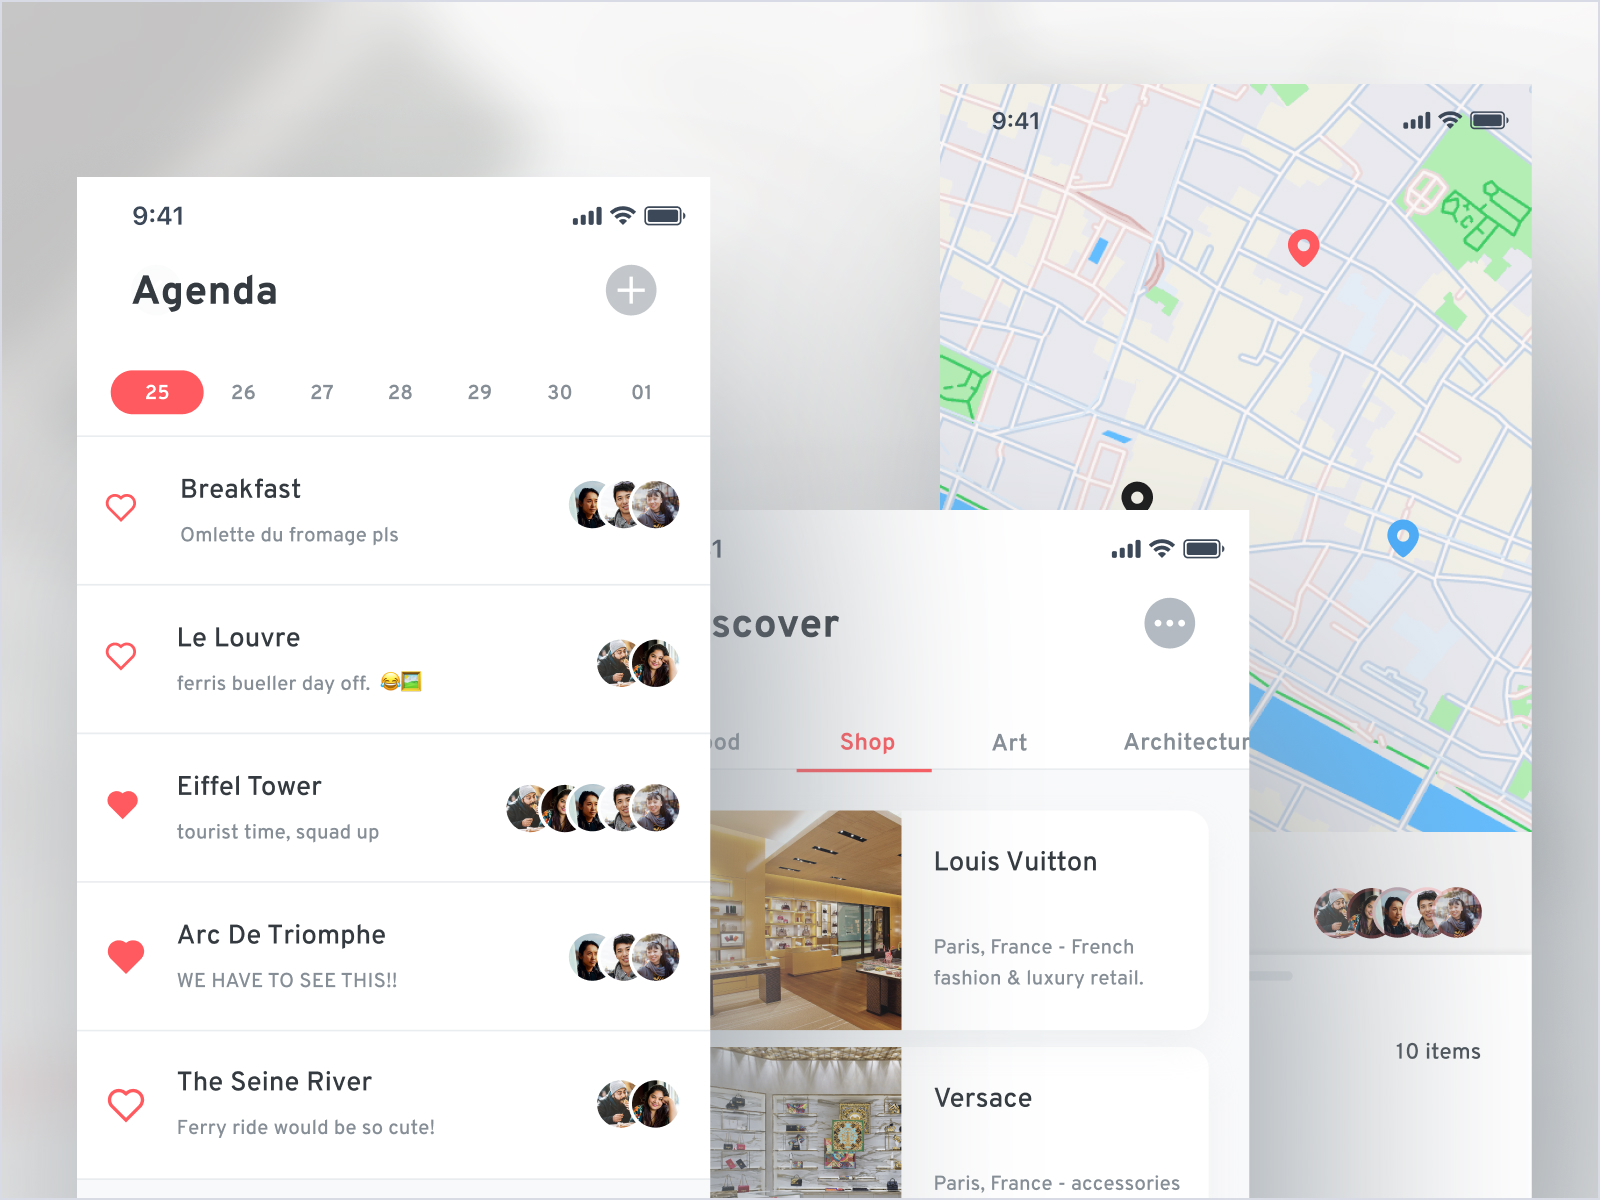 9:41
Agenda
25 26 27 28 29 30 01
Breakfast
Omlette du fromage pls
Le Louvre
ferris bueller day off. 😂🖼️
Eiffel Tower
tourist time, squad up
Arc De Triomphe
WE HAVE TO SEE THIS!!
The Seine River
Ferry ride would be so cute!
1
scover
ood Shop Art Architectur
Louis Vuitton
Paris, France - French
fashion & luxury retail.
Versace
Paris, France - accessories
9:41
10 items